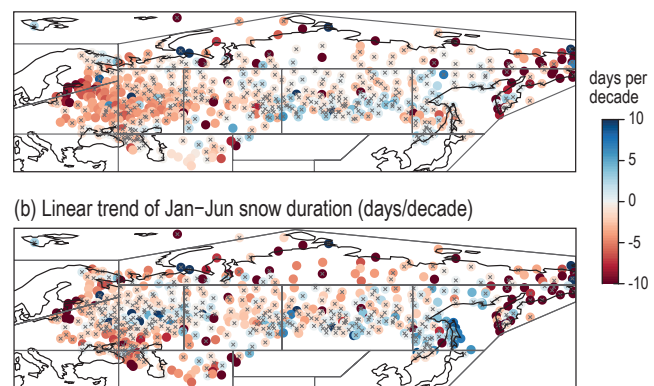 days per
decade
10
5
0
−5
−10
(b) Linear trend of Jan−Jun snow duration (days/decade)